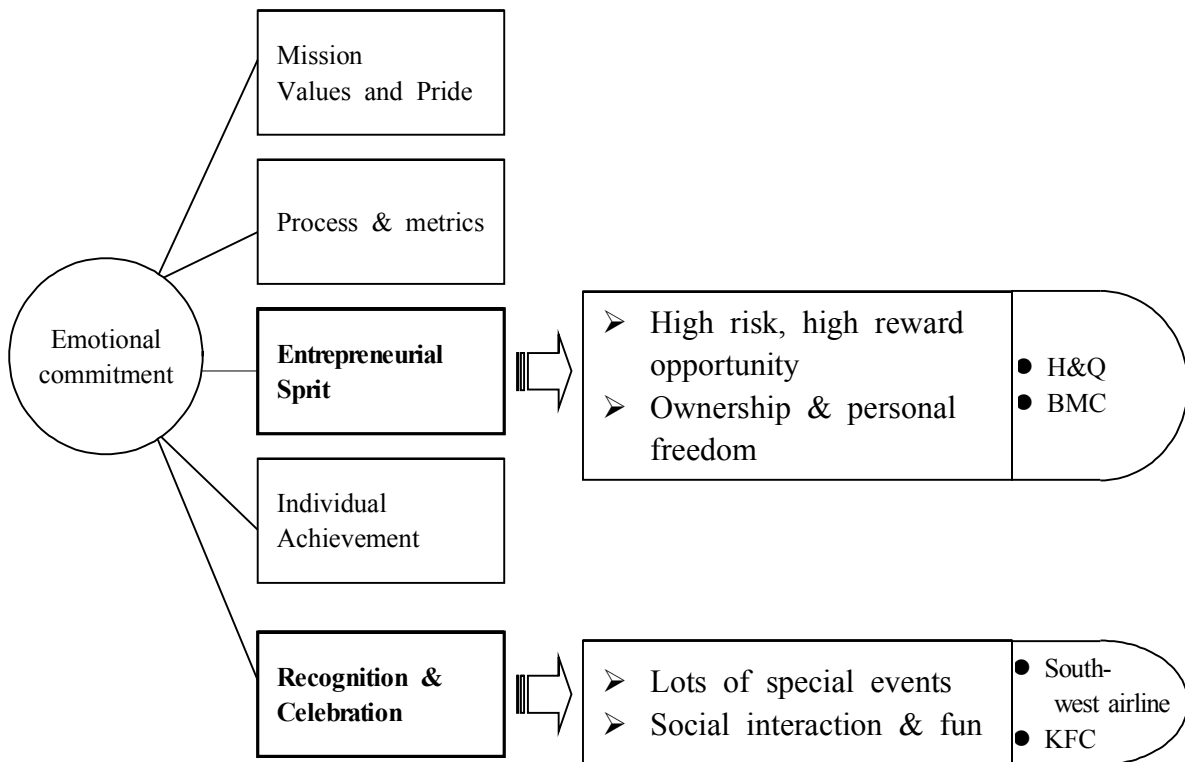 Mission
Values and Pride
Process & metrics
Emotional
commitment
Entrepreneurial
Sprit
➢ High risk, high reward
opportunity
➢ Ownership & personal
freedom
● H&Q
● BMC
Individual
Achievement
Recognition &
Celebration
➢ Lots of special events
➢ Social interaction & fun
● South-
west airline
● KFC